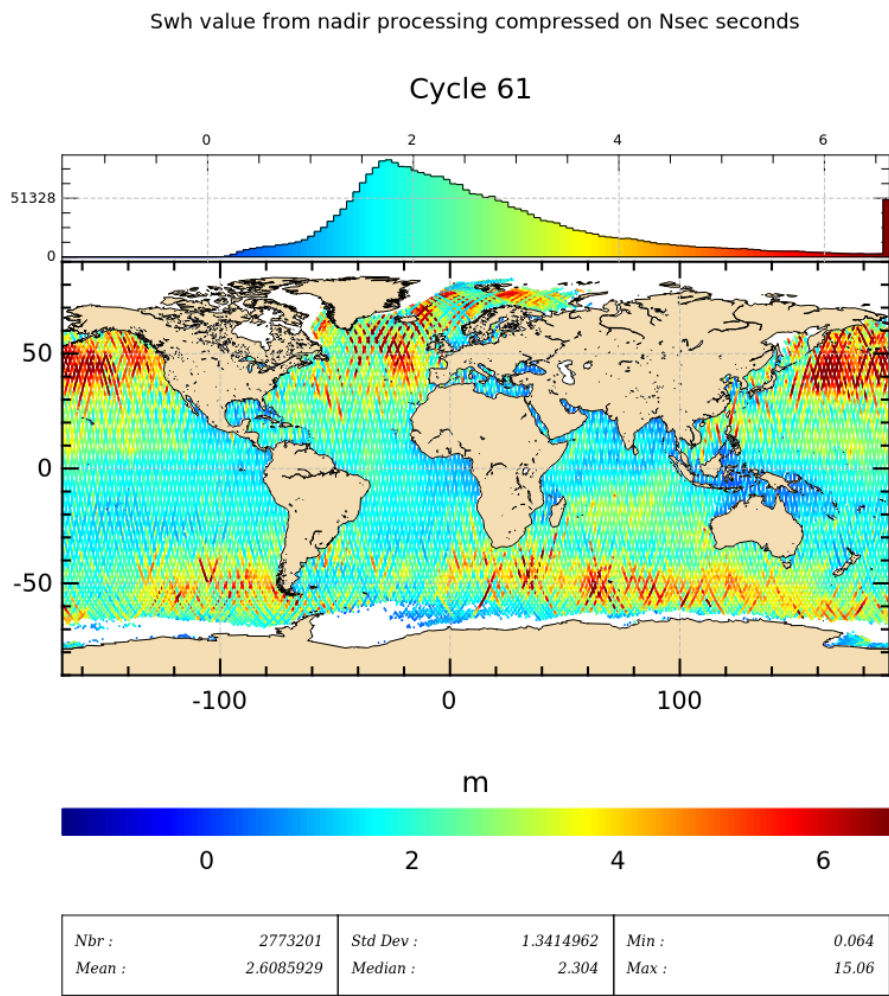 Swh value from nadir processing compressed on Nsec seconds
Cycle 61
0 2 4 6
51328
0
50
0
-50
-100 0 100
m
0 2 4 6
Nbr : 2773201 Std Dev : 1.3414962 Min : 0.064
Mean : 2.6085929 Median : 2.304 Max : 15.06